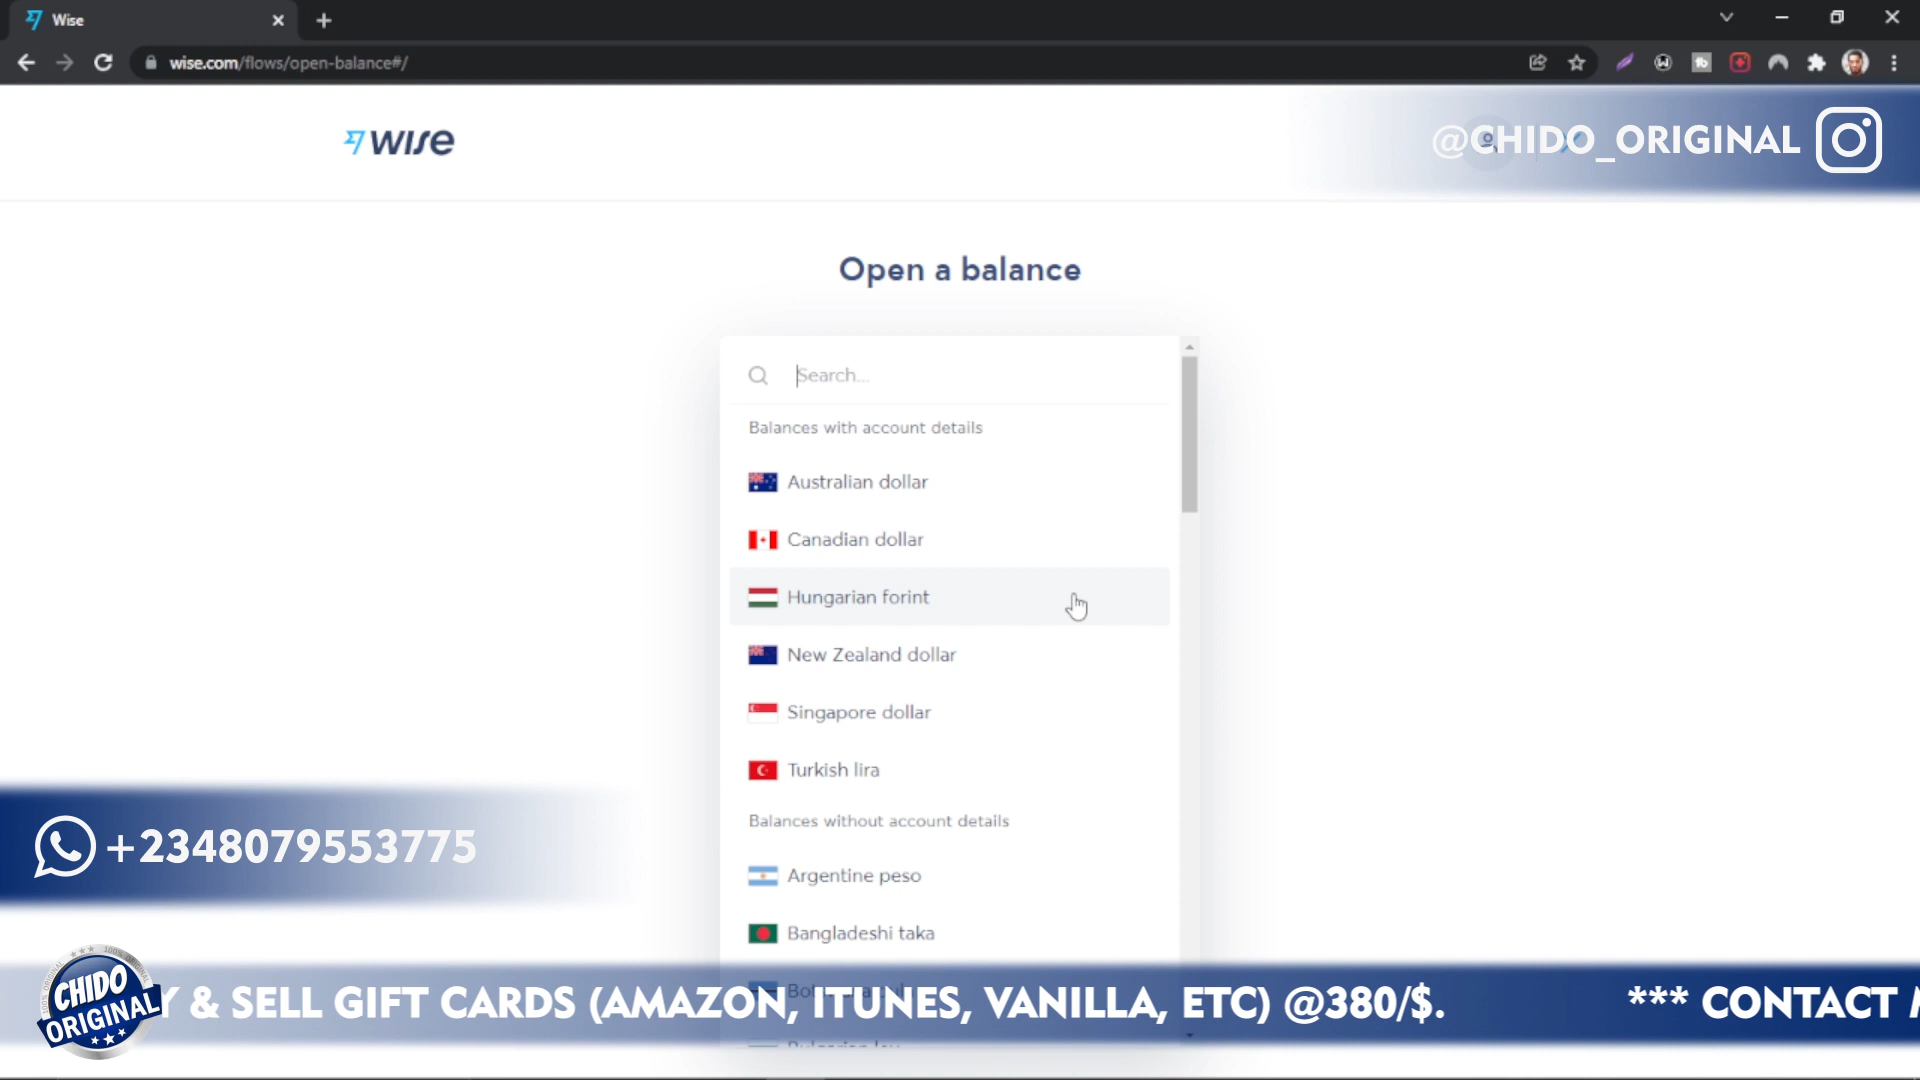 Wise
wise.com/flows/open-balance#/
wise
@CHIDO_ORIGINAL
Open a balance
Search...
Balances with account details
Australian dollar
Canadian dollar
Hungarian forint
New Zealand dollar
Singapore dollar
Turkish lira
Balances without account details
+2348079553775
Argentine peso
Bangladeshi taka
CHIDO
ORIGINAL
Y & SELL GIFT CARDS (AMAZON, ITUNES, VANILLA, ETC) @380/$.
*** CONTACT